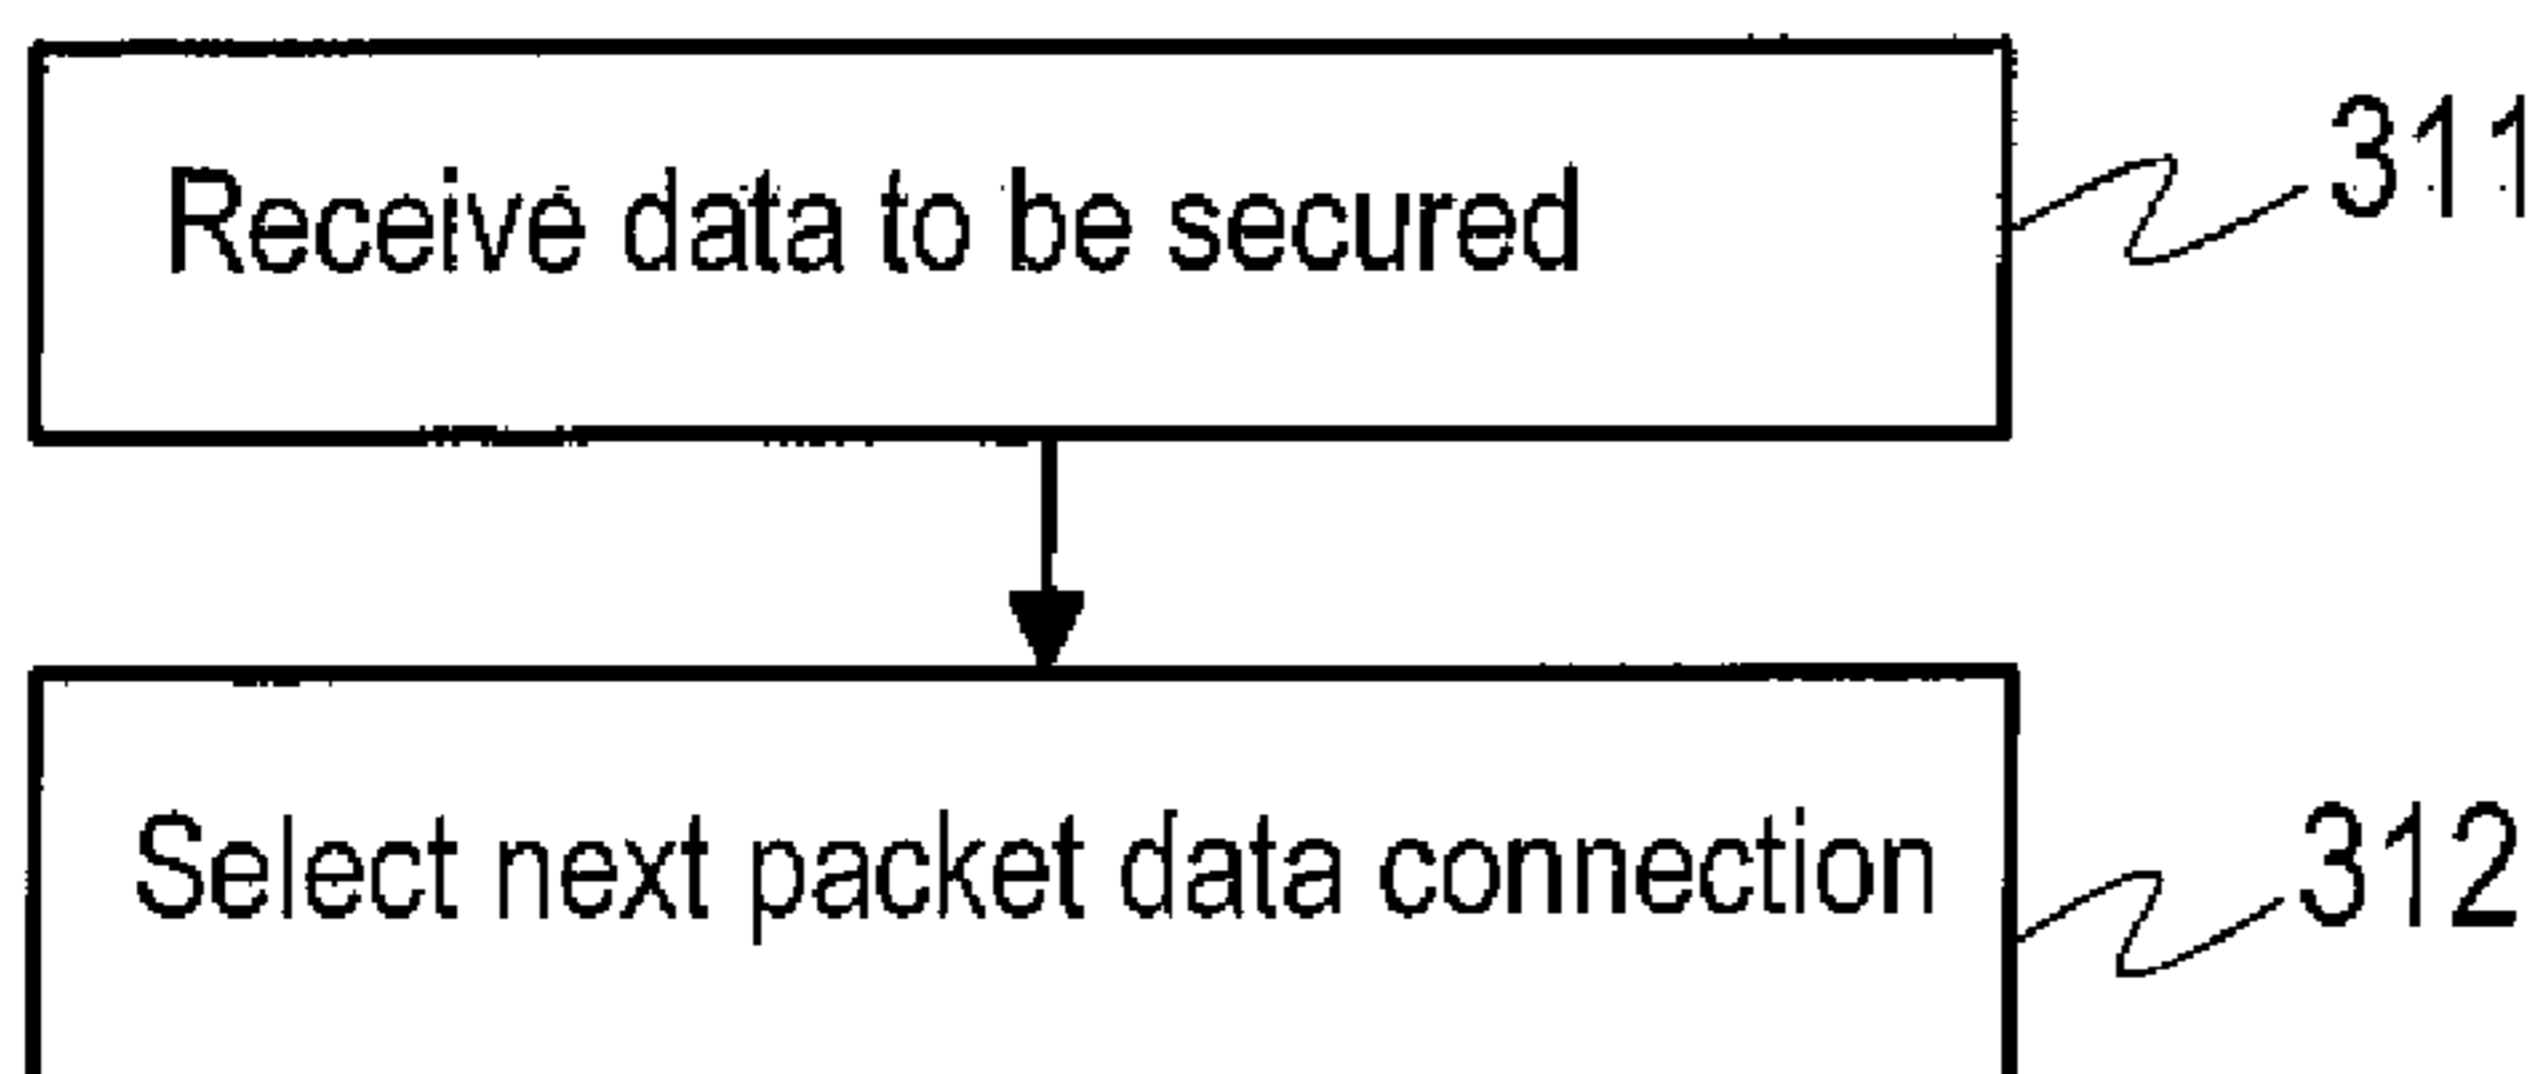 Receive data to be secured
311
Select next packet data connection
312